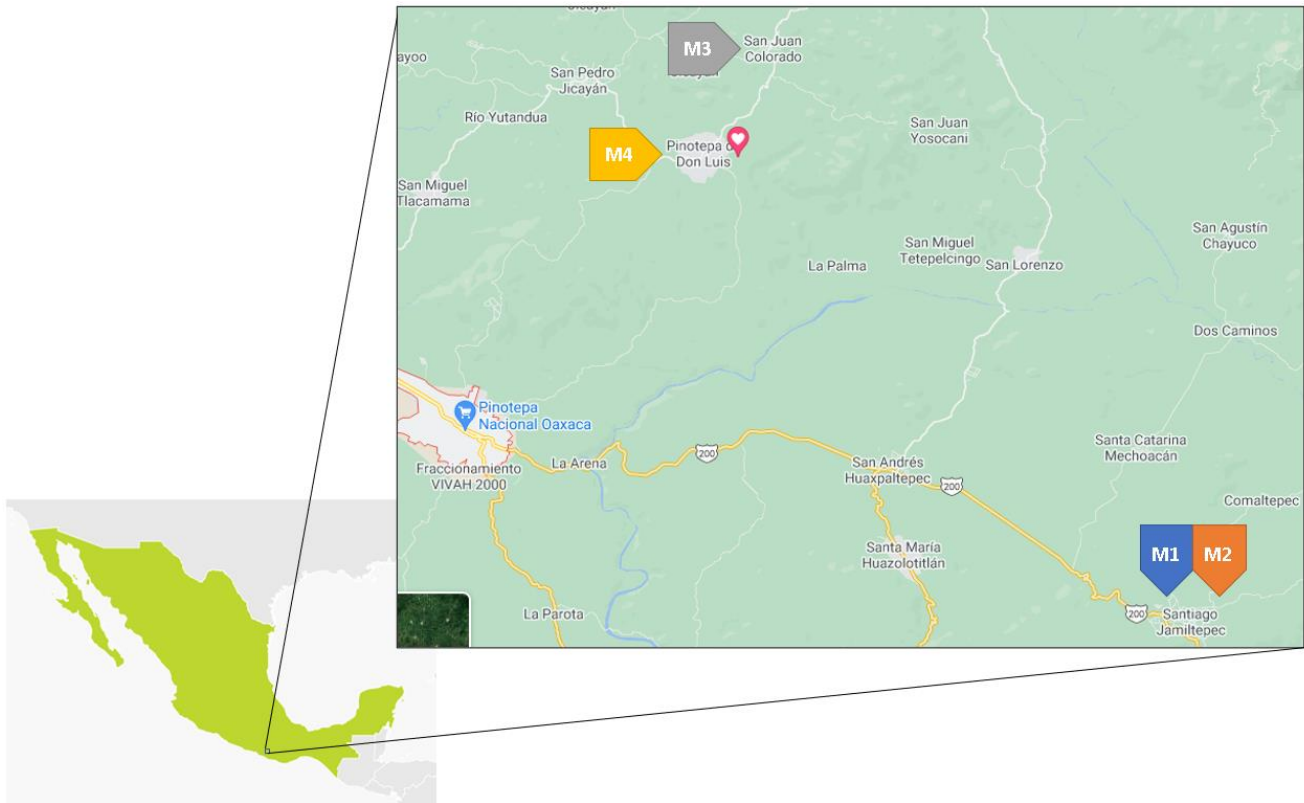 M3
San Juan
Colorado
ayoo
San Pedro
Jicayán
Río Yutandua
San Juan
Yosocani
M4
Pinotepa d
Don Luis
San Miguel
Tlacamama
San Agustín
Chayuco
San Miguel
Tetepelcingo
La Palma
San Lorenzo
Dos Caminos
Pinotepa
Nacional Oaxaca
Santa Catarina
Mechoacán
La Arena
200
Fraccionamiento
VIVAH 2000
San Andrés
Huaxpaltepec
200
Comaltepec
M1
M2
Santa María
Huazolotitlán
La Parota
200
Santiago
Jamiltepec